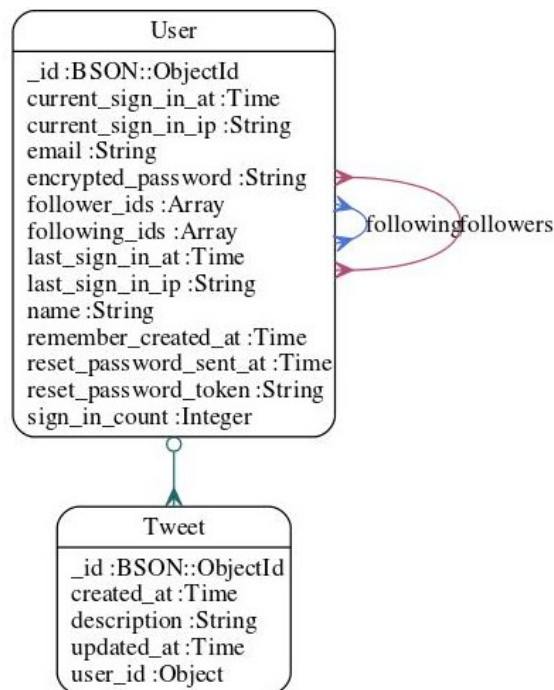 User
_id :BSON::ObjectId
current_sign_in_at :Time
current_sign_in_ip :String
email :String
encrypted_password :String
follower_ids :Array
following_ids :Array
last_sign_in_at :Time
last_sign_in_ip :String
name :String
remember_created_at :Time
reset_password_sent_at :Time
reset_password_token :String
sign_in_count :Integer
following
followers
Tweet
_id :BSON::ObjectId
created_at :Time
description :String
updated_at :Time
user_id :Object